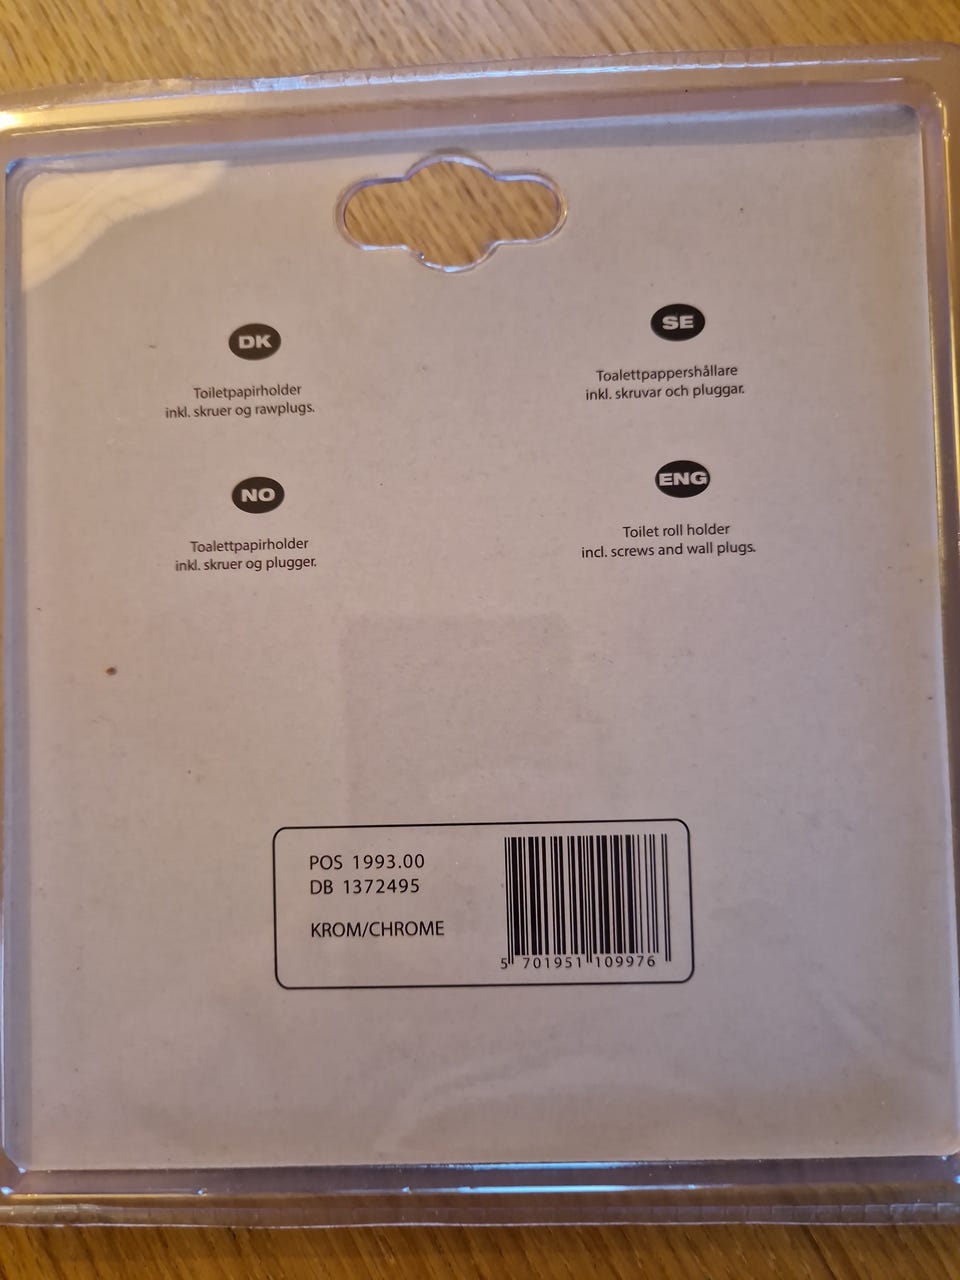 DK
Toiletpapirholder
inkl. skruer og rawplugs.
SE
Toalettpappershållare
inkl. skruvar och pluggar.
NO
Toalettpapirholder
inkl. skruer og plugger.
ENG
Toilet roll holder
incl. screws and wall plugs.
POS 1993.00
DB 1372495
KROM/CHROME
5 701951 109976